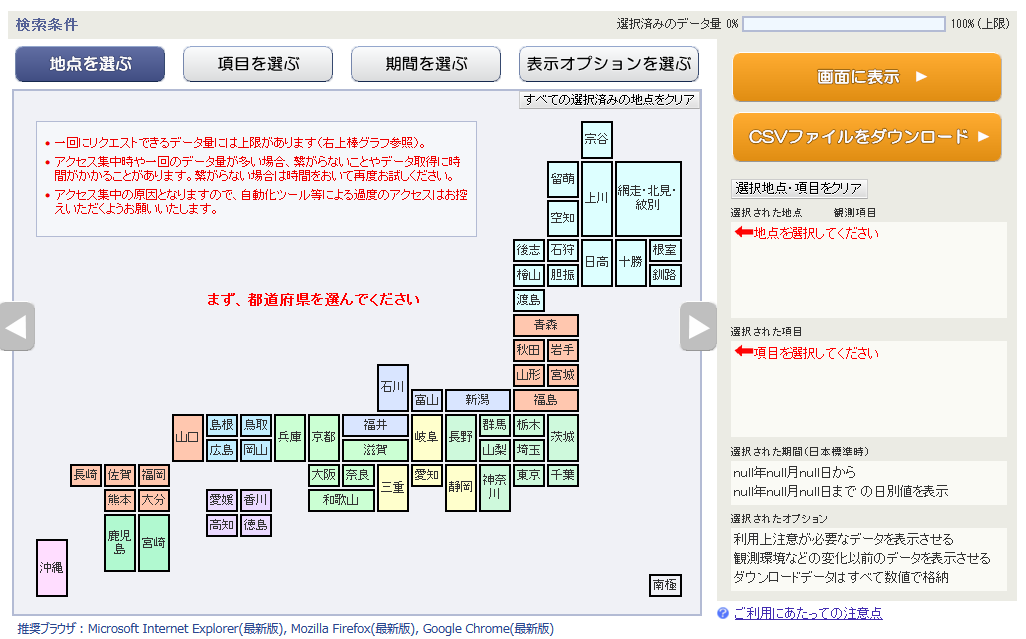 検索条件
選択済みのデータ量 0% 100%(上限)
地点を選ぶ
項目を選ぶ
期間を選ぶ
表示オプションを選ぶ
すべての選択済みの地点をクリア
・一回にリクエストできるデータ量には上限があります(右上棒グラフ参照)。
・アクセス集中時や一回のデータ量が多い場合、繋がらないことやデータ取得に時
間がかかることがあります。繋がらない場合は時間をおいて再度お試しください。
・アクセス集中の原因となりますので、自動化ツール等による過度のアクセスはお控
えいただくようお願いいたします。
まず、都道府県を選んでください
宗谷
留萌
上川
網走・北見・
紋別
空知
後志
石狩
日高
十勝
根室
檜山
胆振
釧路
渡島
青森
秋田
岩手
山形
宮城
石川
富山
新潟
福島
山口
島根
鳥取
兵庫
京都
福井
岐阜
長野
群馬
栃木
茨城
広島
岡山
滋賀
山梨
埼玉
長崎
佐賀
福岡
大阪
奈良
三重
愛知
静岡
神奈
川
東京
千葉
熊本
大分
愛媛
香川
和歌山
鹿児
島
宮崎
高知
徳島
沖縄
南極
画面に表示
CSVファイルをダウンロード
選択地点・項目をクリア
選択された地点 観測項目
地点を選択してください
選択された項目
項目を選択してください
選択された期間(日本標準時)
null年null月null日から
null年null月null日まで の日別値を表示
選択されたオプション
利用上注意が必要なデータを表示させる
観測環境などの変化以前のデータを表示させる
ダウンロードデータはすべて数値で格納
ご利用にあたっての注意点
推奨ブラウザ：Microsoft Internet Explorer(最新版), Mozilla Firefox(最新版), Google Chrome(最新版)